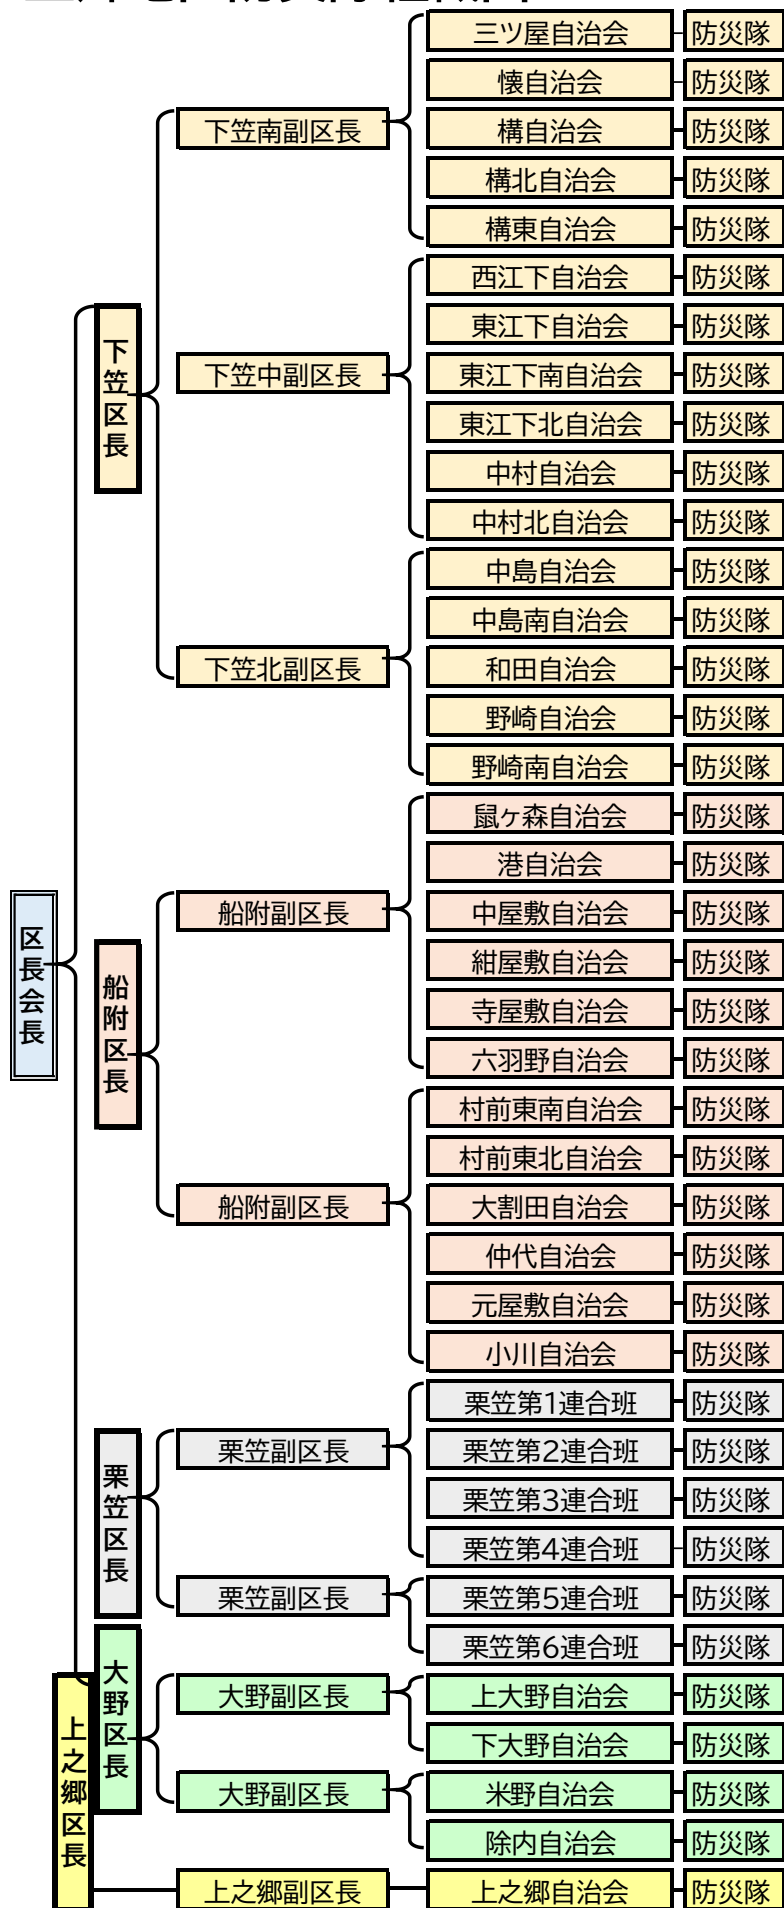 三ツ屋自治会 防災隊
懐自治会 防災隊
下笠南副区長 構自治会 防災隊
構北自治会 防災隊
構東自治会 防災隊
西江下自治会 防災隊
東江下自治会 防災隊
下笠区長
下笠中副区長 東江下南自治会 防災隊
東江下北自治会 防災隊
中村自治会 防災隊
中村北自治会 防災隊
中島自治会 防災隊
中島南自治会 防災隊
下笠北副区長 和田自治会 防災隊
野崎自治会 防災隊
野崎南自治会 防災隊
鼠ヶ森自治会 防災隊
港自治会 防災隊
区長会長
船附区長
船附副区長 中屋敷自治会 防災隊
紺屋敷自治会 防災隊
寺屋敷自治会 防災隊
六羽野自治会 防災隊
村前東南自治会 防災隊
村前東北自治会 防災隊
船附副区長 大割田自治会 防災隊
仲代自治会 防災隊
元屋敷自治会 防災隊
小川自治会 防災隊
栗笠第1連合班 防災隊
栗笠区長
栗笠副区長 栗笠第2連合班 防災隊
栗笠第3連合班 防災隊
栗笠第4連合班 防災隊
栗笠副区長 栗笠第5連合班 防災隊
栗笠第6連合班 防災隊
大野区長
大野副区長 上大野自治会 防災隊
下大野自治会 防災隊
大野副区長 米野自治会 防災隊
除内自治会 防災隊
上之郷区長
上之郷副区長 上之郷自治会 防災隊